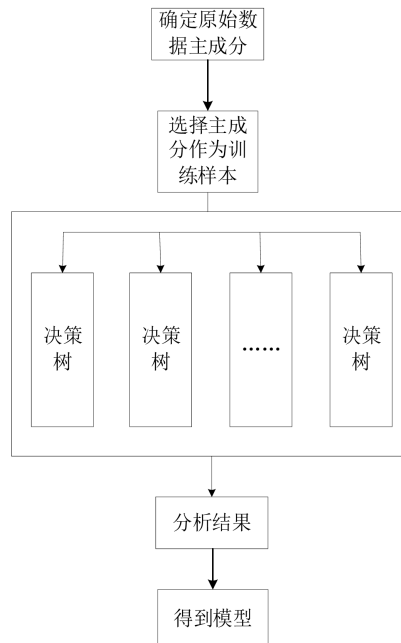 确定原始数
据主成分
选择主成
分作为训
练样本
决策
树
决策
树
……
决策
树
分析结果
得到模型